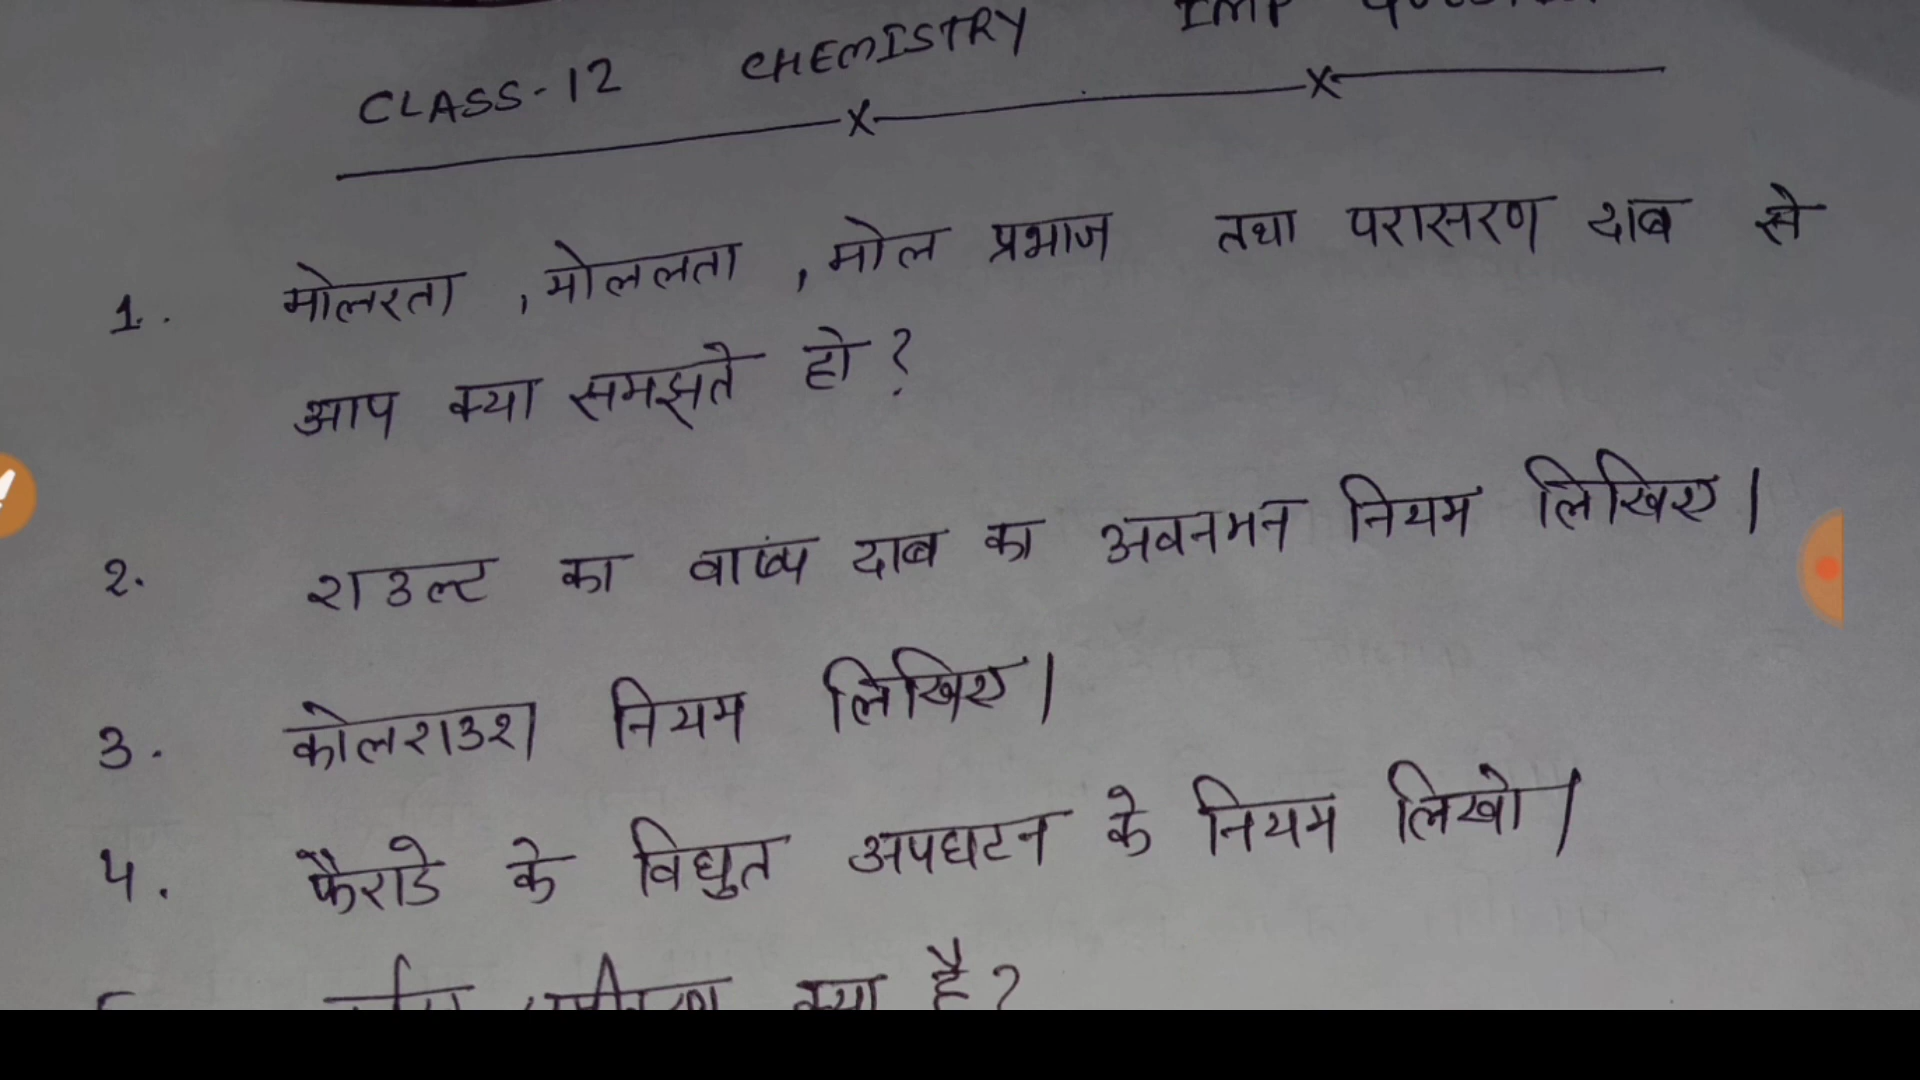 CLASS-12 CHEMISTRY IMP
1. मोलरता , मोललता , मोल प्रभाज तथा परासरण दाब से
आप क्या समझते हो ?
2. राउल्ट का वाष्प दाब का अवनमन नियम लिखिए।
3. कोलराउश नियम लिखिए।
4. फैराडे के विधुत अपघटन के नियम लिखो।
क्या है ?